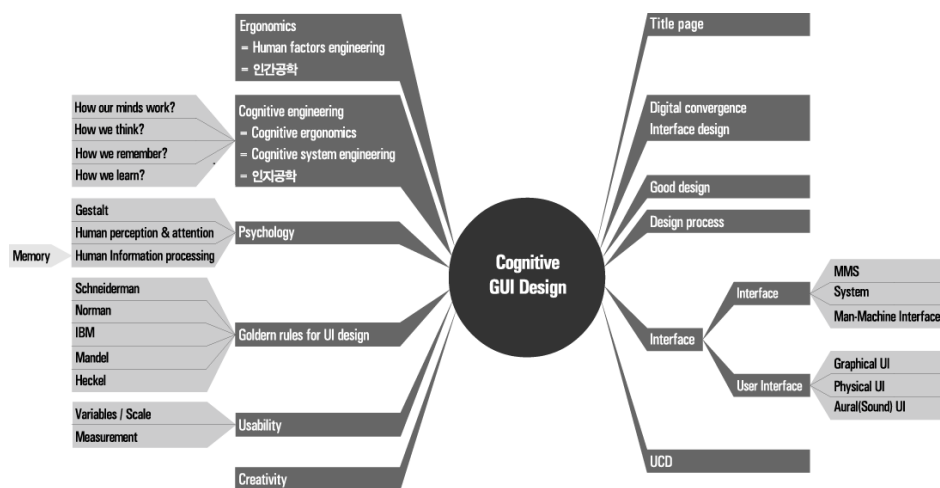 Ergonomics
= Human factors engineering
= 인간공학
How our minds work?
How we think?
How we remember?
How we learn?
Cognitive engineering
= Cognitive ergonomics
= Cognitive system engineering
= 인지공학
Gestalt
Human perception & attention
Human Information processing
Memory
Psychology
Schneiderman
Norman
IBM
Mandel
Heckel
Goldern rules for UI design
Variables / Scale
Measurement
Usability
Creativity
Cognitive
GUI Design
Title page
Digital convergence
Interface design
Good design
Design process
Interface
Interface
MMS
System
Man-Machine Interface
User Interface
Graphical UI
Physical UI
Aural(Sound) UI
UCD